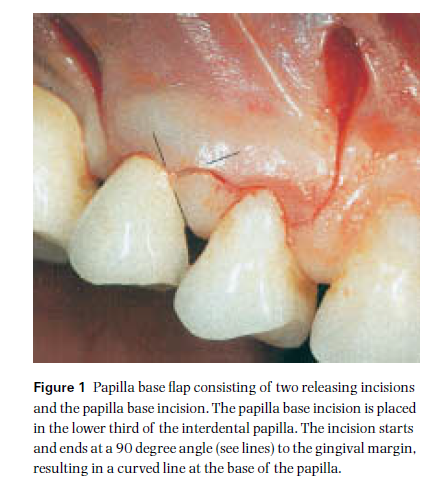 Figure 1 Papilla base flap consisting of two releasing incisions
and the papilla base incision. The papilla base incision is placed
in the lower third of the interdental papilla. The incision starts
and ends at a 90 degree angle (see lines) to the gingival margin,
resulting in a curved line at the base of the papilla.